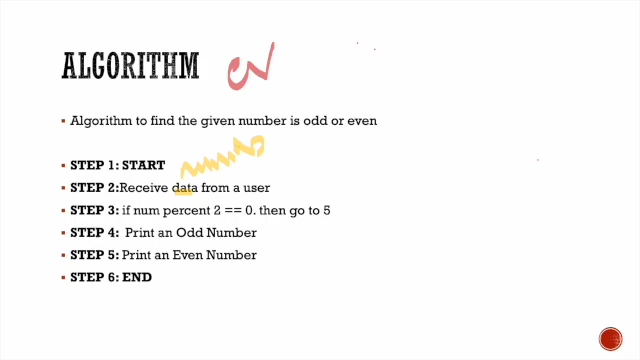 ALGORITHM
Algorithm to find the given number is odd or even
STEP 1: START
STEP 2:Receive data from a user
STEP 3: if num percent 2 == 0. then go to 5
STEP 4: Print an Odd Number
STEP 5: Print an Even Number
STEP 6: END